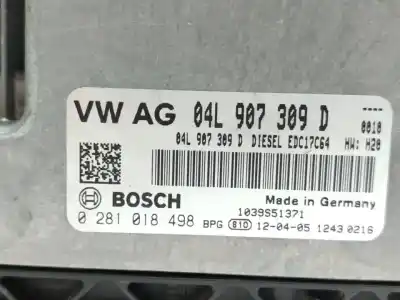 VW AG 04L 907 309 D
0010
04L 907 309 D DIESEL EDC17C64 HW: H20
BOSCH Made in Germany
1039S51371
0 281 018 498 BPG 810 12-04-05 1243 0216